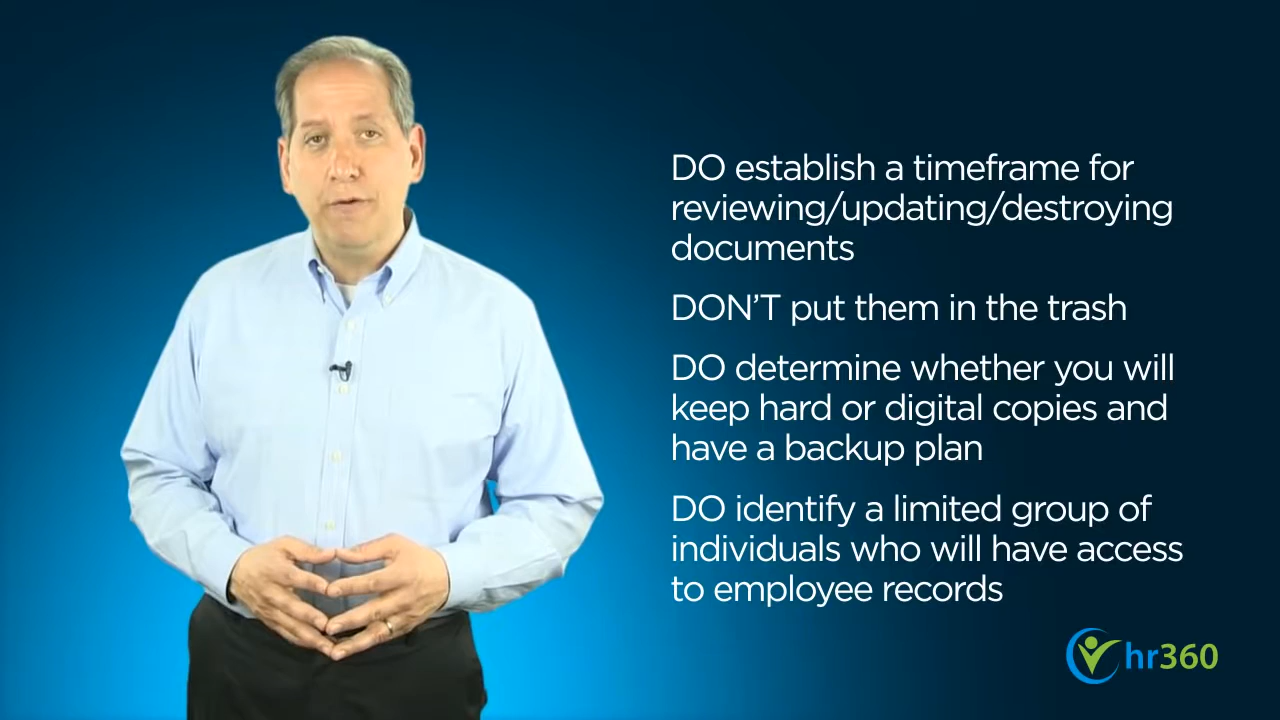 DO establish a timeframe for
reviewing/updating/destroying
documents
DON’T put them in the trash
DO determine whether you will
keep hard or digital copies and
have a backup plan
DO identify a limited group of
individuals who will have access
to employee records
hr360